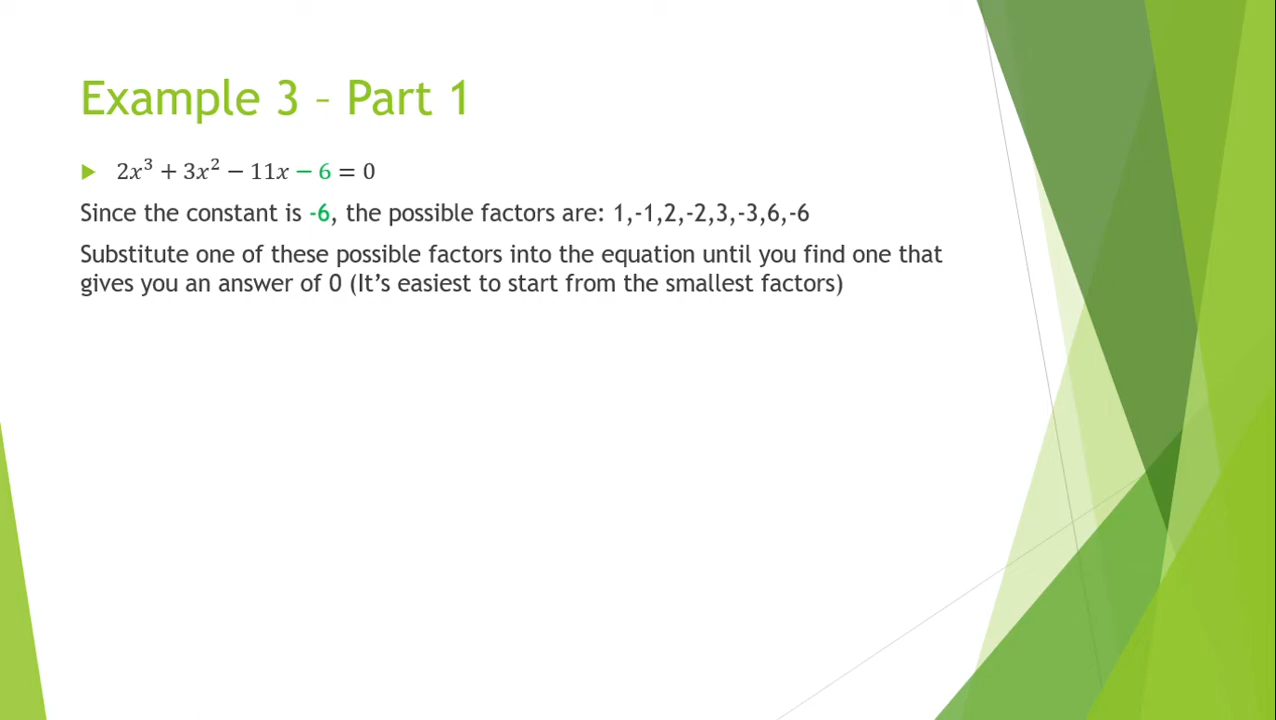 Example 3 – Part 1
2x³ + 3x² − 11x − 6 = 0
Since the constant is -6, the possible factors are: 1,-1,2,-2,3,-3,6,-6
Substitute one of these possible factors into the equation until you find one that
gives you an answer of 0 (It’s easiest to start from the smallest factors)